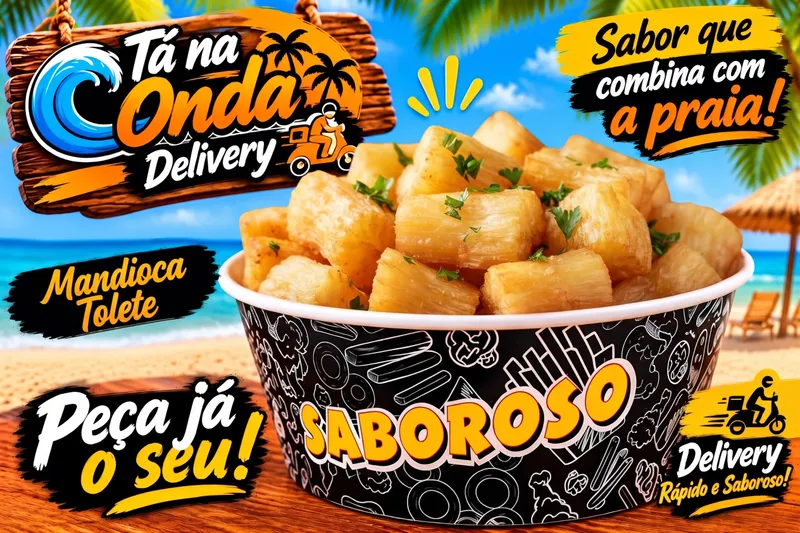 Tá na
Onda
Delivery
Sabor que
combina com
a praia!
Mandioca
Tolete
Peça já
o seu!
SABOROSO
Delivery
Rápido e Saboroso!